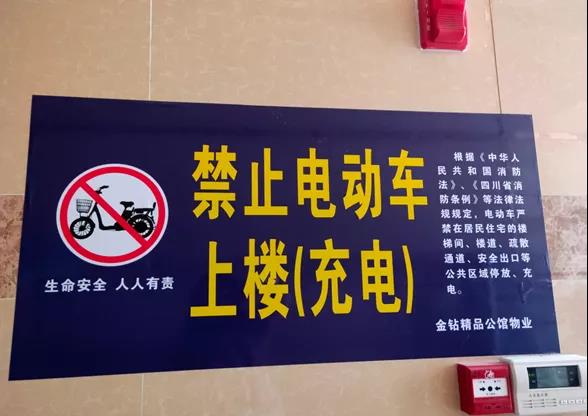 禁止电动车
上楼(充电)
生命安全 人人有责
根据《中华人
民共和国消防
法》、《四川省消
防条例》等法律法
规规定，电动车严
禁在居民住宅的楼
梯间、楼道、疏散
通道、安全出口等
公共区域停放、充
电。
金钻精品公馆物业